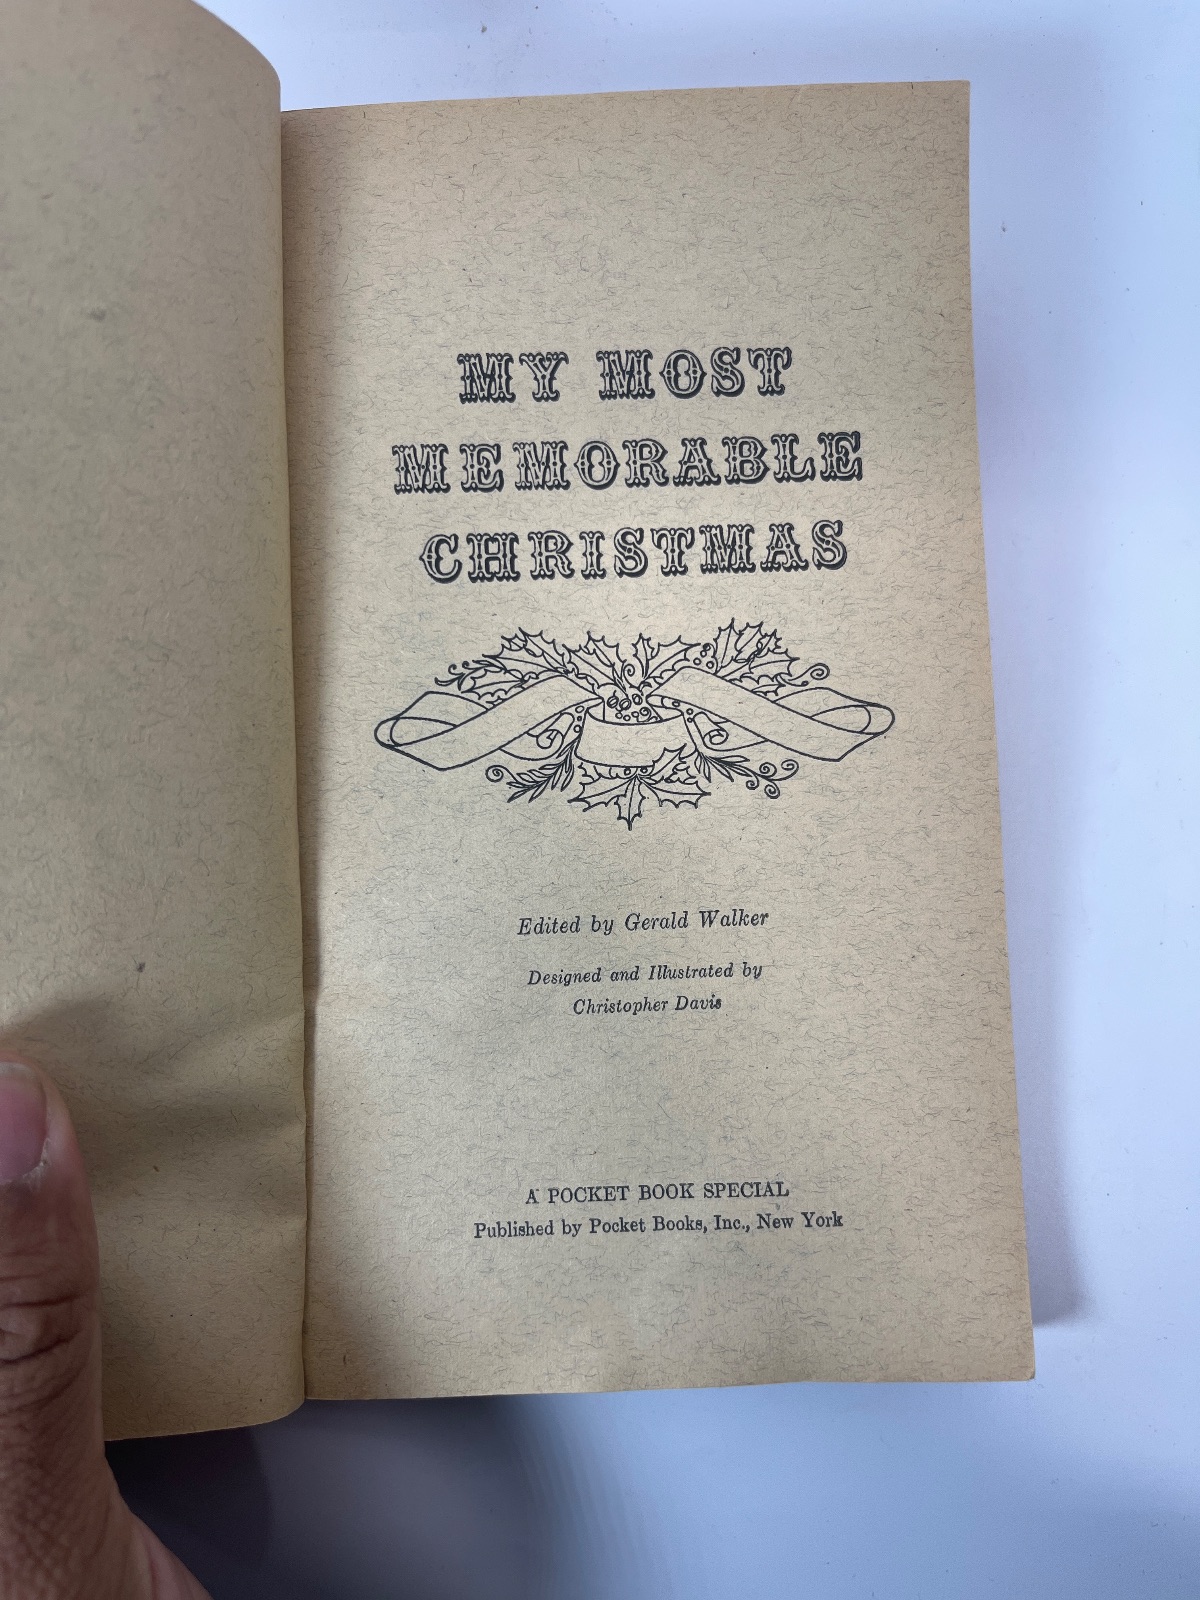 MY MOST
MEMORABLE
CHRISTMAS
Edited by Gerald Walker
Designed and Illustrated by
Christopher Davis
A POCKET BOOK SPECIAL
Published by Pocket Books, Inc., New York